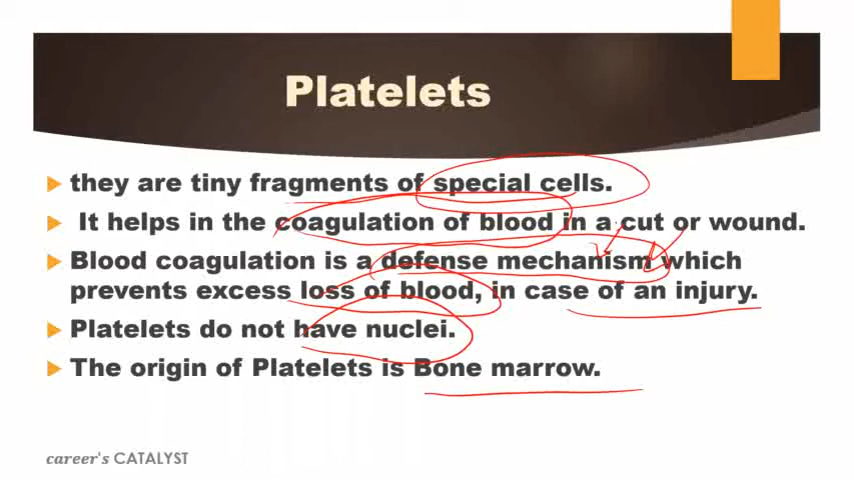 Platelets
they are tiny fragments of special cells.
It helps in the coagulation of blood in a cut or wound.
Blood coagulation is a defense mechanism which
prevents excess loss of blood, in case of an injury.
Platelets do not have nuclei.
The origin of Platelets is Bone marrow.
career's CATALYST